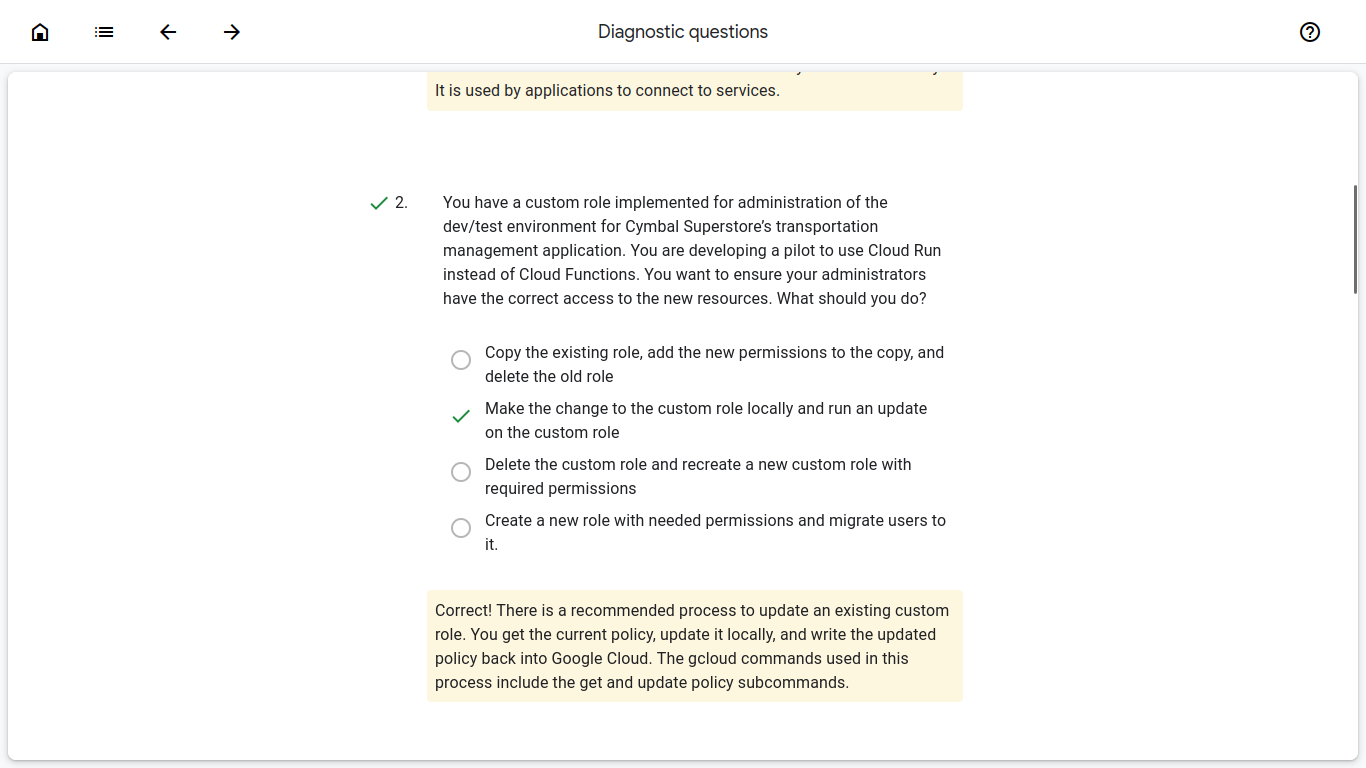 Diagnostic questions
It is used by applications to connect to services.
2.
You have a custom role implemented for administration of the
dev/test environment for Cymbal Superstore’s transportation
management application. You are developing a pilot to use Cloud Run
instead of Cloud Functions. You want to ensure your administrators
have the correct access to the new resources. What should you do?
Copy the existing role, add the new permissions to the copy, and
delete the old role
Make the change to the custom role locally and run an update
on the custom role
Delete the custom role and recreate a new custom role with
required permissions
Create a new role with needed permissions and migrate users to
it.
Correct! There is a recommended process to update an existing custom
role. You get the current policy, update it locally, and write the updated
policy back into Google Cloud. The gcloud commands used in this
process include the get and update policy subcommands.